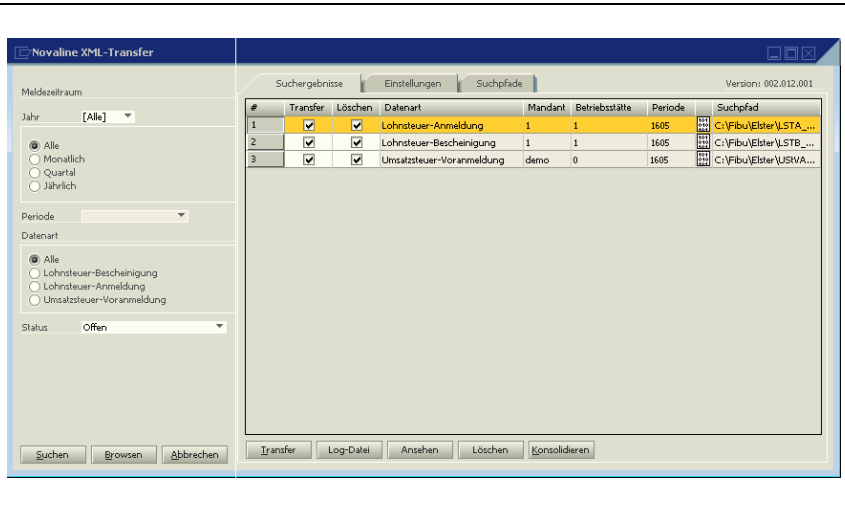 Novaline XML-Transfer
Meldezeitraum
Jahr [Alle]
Alle
Monatlich
Quartal
Jährlich
Periode
Datenart
Alle
Lohnsteuer-Bescheinigung
Lohnsteuer-Anmeldung
Umsatzsteuer-Voranmeldung
Status Offen
Suchen Browsen Abbrechen
Suchergebnisse Einstellungen Suchpfade Version: 002.012.001
# Transfer Löschen Datenart Mandant Betriebsstätte Periode Suchpfad
1 Lohnsteuer-Anmeldung 1 1 1605 C:\Fibu\Elster\LSTA_...
2 Lohnsteuer-Bescheinigung 1 1 1605 C:\Fibu\Elster\LSTB_...
3 Umsatzsteuer-Voranmeldung demo 0 1605 C:\Fibu\Elster\UStVA...
Transfer Log-Datei Ansehen Löschen Konsolidieren